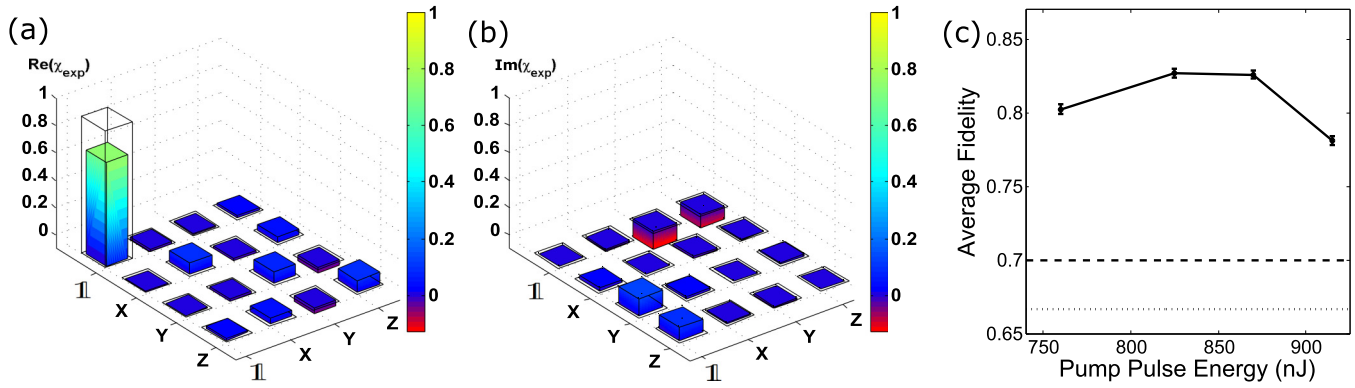 (a)
Re(χexp)
1
0.8
0.6
0.4
0.2
0
𝟙
X
Y
Z
𝟙
X
Y
Z
1
0.8
0.6
0.4
0.2
0
(b)
Im(χexp)
1
0.8
0.6
0.4
0.2
0
𝟙
X
Y
Z
𝟙
X
Y
Z
1
0.8
0.6
0.4
0.2
0
(c)
Average Fidelity
0.85
0.8
0.75
0.7
0.65
750 800 850 900
Pump Pulse Energy (nJ)